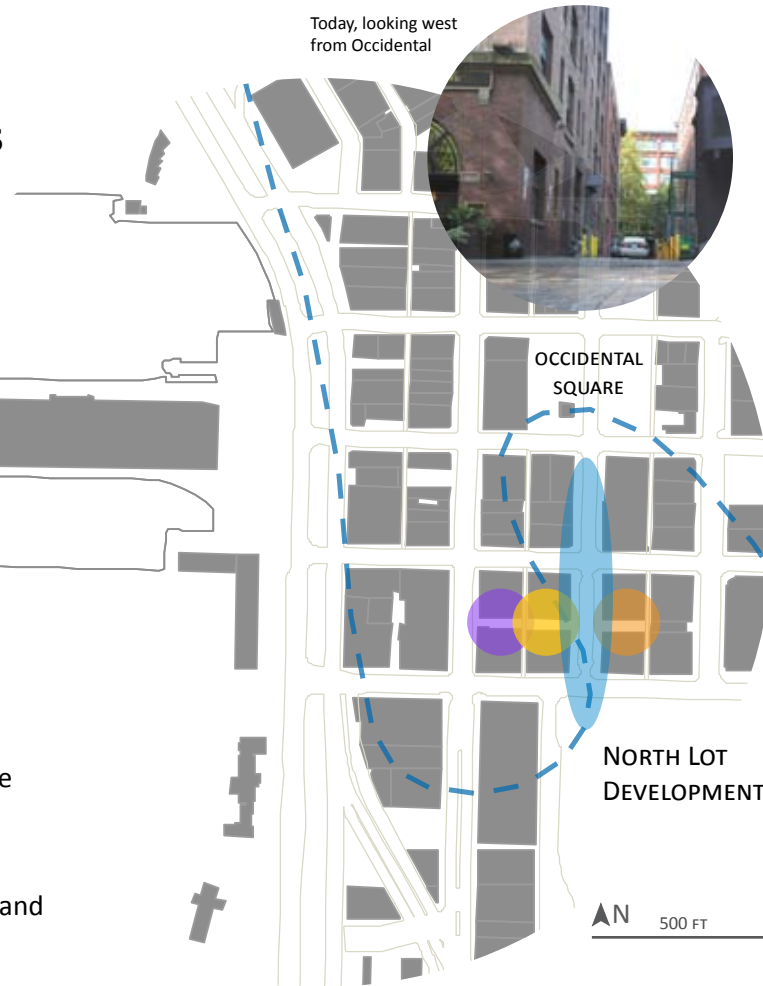 Today, looking west
from Occidental
s
OCCIDENTAL
SQUARE
e
NORTH LOT
DEVELOPMENT
and
N
500 FT